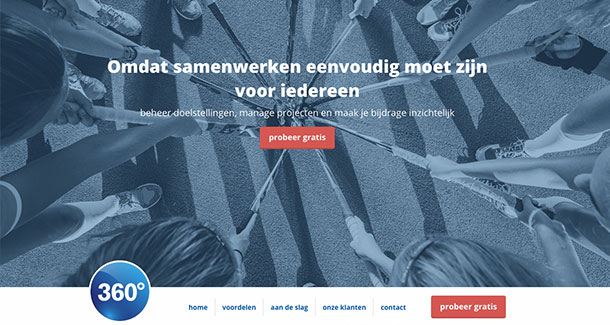 Omdat samenwerken eenvoudig moet zijn
voor iedereen
beheer doelstellingen, manage projecten en maak je bijdrage inzichtelijk
probeer gratis
360°
home voordelen aan de slag onze klanten contact probeer gratis